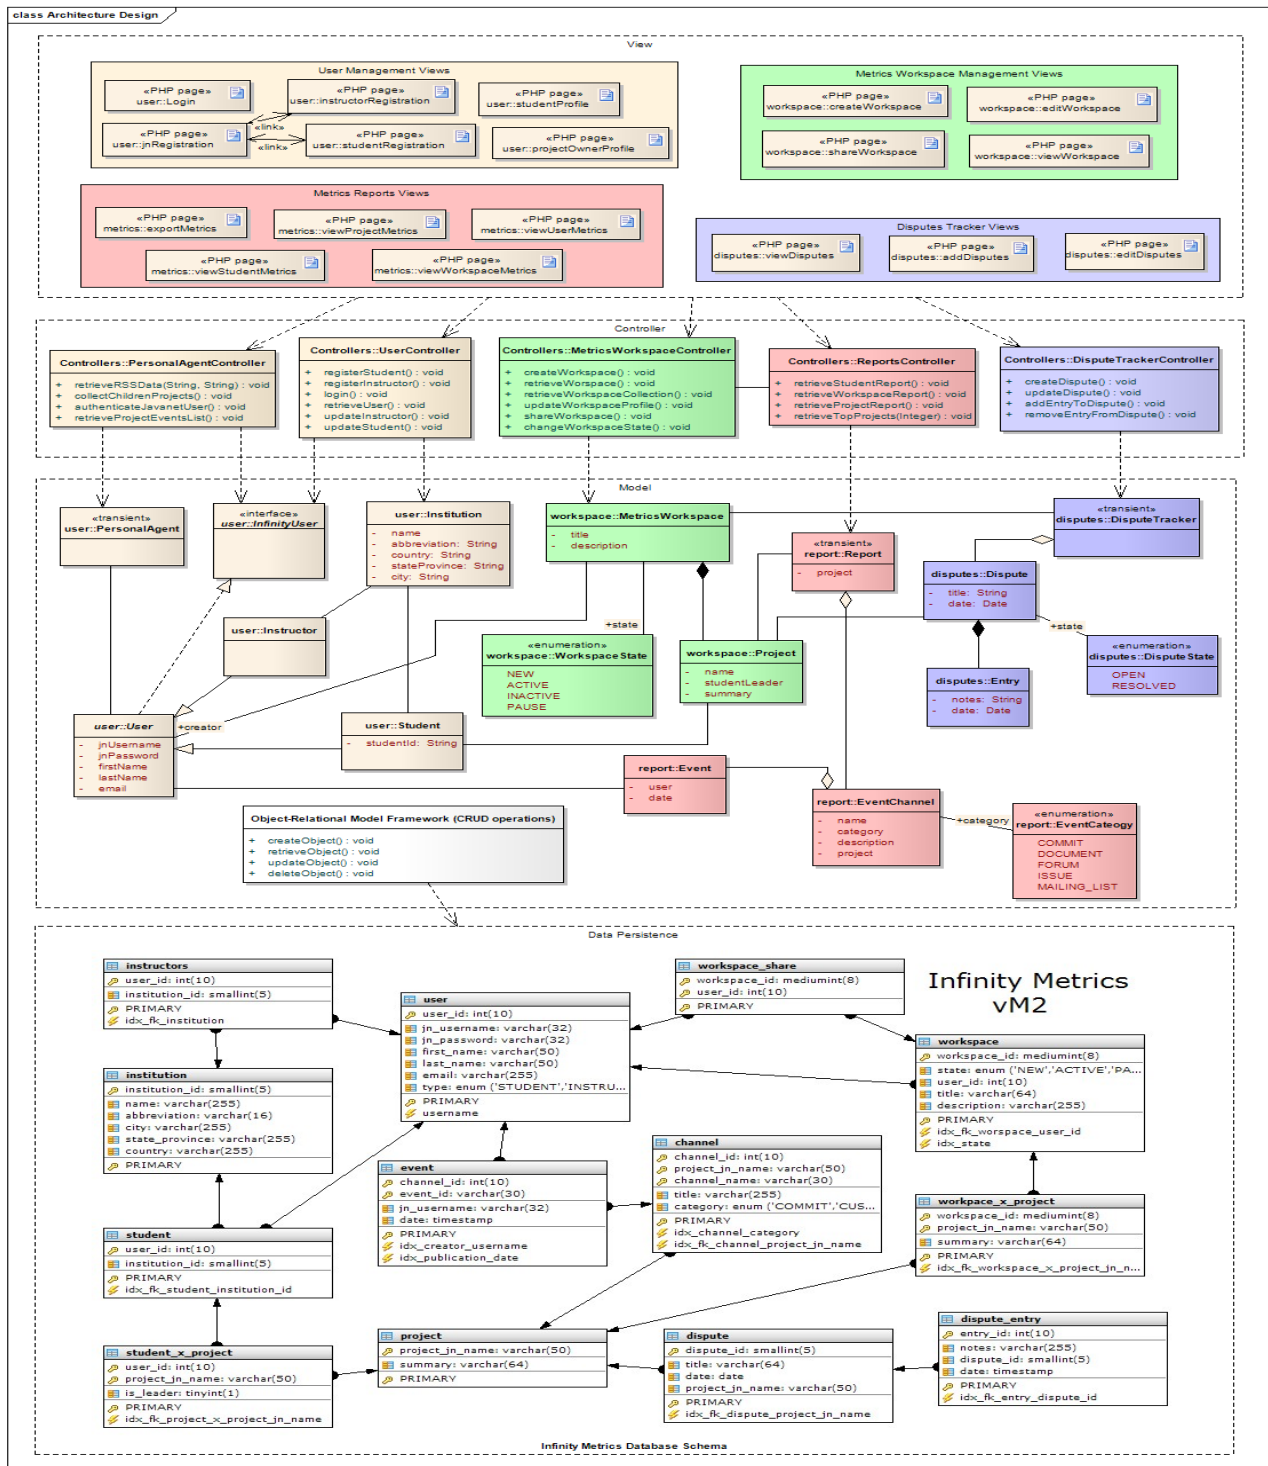 class Architecture Design
View
User Management Views
«PHP page»
user::Login
«PHP page»
user::instructorRegistration
«PHP page»
user::studentProfile
«link»
«PHP page»
user::jnRegistration
«PHP page»
user::studentRegistration
«link»
«PHP page»
user::projectOwnerProfile
Metrics Workspace Management Views
«PHP page»
workspace::createWorkspace
«PHP page»
workspace::editWorkspace
«PHP page»
workspace::shareWorkspace
«PHP page»
workspace::viewWorkspace
Metrics Reports Views
«PHP page»
metrics::exportMetrics
«PHP page»
metrics::viewProjectMetrics
«PHP page»
metrics::viewUserMetrics
«PHP page»
metrics::viewStudentMetrics
«PHP page»
metrics::viewWorkspaceMetrics
Disputes Tracker Views
«PHP page»
disputes::viewDisputes
«PHP page»
disputes::addDisputes
«PHP page»
disputes::editDisputes
Controller
Controllers::PersonalAgentController
+ retrieveRSSData(String, String) : void
+ collectChildrenProjects() : void
+ authenticateJavanetUser() : void
+ retrieveProjectEventsList() : void
Controllers::UserController
+ registerStudent() : void
+ registerInstructor() : void
+ login() : void
+ retrieveUser() : void
+ updateInstructor() : void
+ updateStudent() : void
Controllers::MetricsWorkspaceController
+ createWorkspace() : void
+ retrieveWorspace() : void
+ retrieveWorkspaceCollection() : void
+ updateWorkspaceProfile() : void
+ shareWorkspace() : void
+ changeWorkspaceState() : void
Controllers::ReportsController
+ retrieveStudentReport() : void
+ retrieveWorkspaceReport() : void
+ retrieveProjectReport() : void
+ retrieveTopProjects(Integer) : void
Controllers::DisputeTrackerController
+ createDispute() : void
+ updateDispute() : void
+ addEntryToDispute() : void
+ removeEntryFromDispute() : void
Model
«transient»
user::PersonalAgent
«interface»
user::InfinityUser
user::Institution
- name
- abbreviation: String
- country: String
- stateProvince: String
- city: String
workspace::MetricsWorkspace
- title
- description
«transient»
report::Report
- project
«transient»
disputes::DisputeTracker
disputes::Dispute
- title: String
- date: Date
user::Instructor
+state
«enumeration»
workspace::WorkspaceState
NEW
ACTIVE
INACTIVE
PAUSE
workspace::Project
- name
- studentLeader
- summary
+state
«enumeration»
disputes::DisputeState
OPEN
RESOLVED
disputes::Entry
- notes: String
- date: Date
user::User
- jnUsername
- jnPassword
- firstName
- lastName
- email
+creator
user::Student
- studentId: String
report::Event
- user
- date
report::EventChannel
- name
- category
- description
- project
+category
«enumeration»
report::EventCateogy
COMMIT
DOCUMENT
FORUM
ISSUE
MAILING_LIST
Object-Relational Model Framework (CRUD operations)
+ createObject() : void
+ retrieveObject() : void
+ updateObject() : void
+ deleteObject() : void
Data Persistence
Infinity Metrics
vM2
instructors
user_id: int(10)
institution_id: smallint(5)
PRIMARY
idx_fk_institution
user
user_id: int(10)
jn_username: varchar(32)
jn_password: varchar(32)
first_name: varchar(50)
last_name: varchar(50)
email: varchar(255)
type: enum ('STUDENT','INSTRU...
PRIMARY
username
workspace_share
workspace_id: mediumint(8)
user_id: int(10)
PRIMARY
workspace
workspace_id: mediumint(8)
state: enum ('NEW','ACTIVE','PA...
user_id: int(10)
title: varchar(64)
description: varchar(255)
PRIMARY
idx_fk_worspace_user_id
idx_state
institution
institution_id: smallint(5)
name: varchar(255)
abbreviation: varchar(16)
city: varchar(255)
state_province: varchar(255)
country: varchar(255)
PRIMARY
event
channel_id: int(10)
event_id: varchar(30)
jn_username: varchar(32)
date: timestamp
PRIMARY
idx_creator_username
idx_publication_date
channel
channel_id: int(10)
project_jn_name: varchar(50)
channel_name: varchar(30)
title: varchar(255)
category: enum ('COMMIT','CUS...
PRIMARY
idx_channel_category
idx_fk_channel_project_jn_name
workpace_x_project
workspace_id: mediumint(8)
project_jn_name: varchar(50)
summary: varchar(64)
PRIMARY
idx_fk_workspace_x_project_jn_n...
student
user_id: int(10)
institution_id: smallint(5)
PRIMARY
idx_fk_student_institution_id
student_x_project
user_id: int(10)
project_jn_name: varchar(50)
is_leader: tinyint(1)
PRIMARY
idx_fk_project_x_project_jn_name
project
project_jn_name: varchar(50)
summary: varchar(64)
PRIMARY
dispute
dispute_id: smallint(5)
title: varchar(64)
date: date
project_jn_name: varchar(50)
PRIMARY
idx_fk_dispute_project_jn_name
dispute_entry
entry_id: int(10)
notes: varchar(255)
dispute_id: smallint(5)
date: timestamp
PRIMARY
idx_fk_entry_dispute_id
Infinity Metrics Database Schema